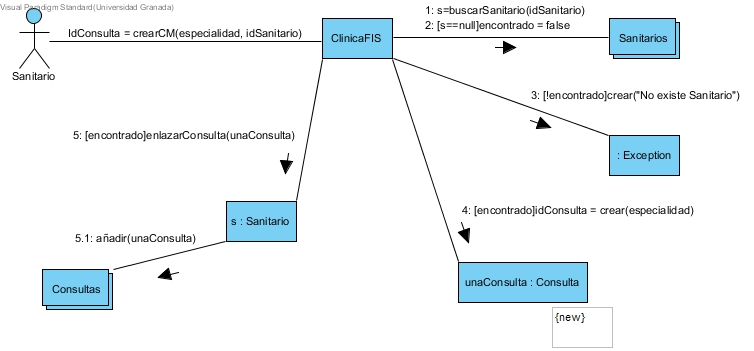 Visual Paradigm Standard(Universidad Granada)
Sanitario
IdConsulta = crearCM(especialidad, idSanitario)
ClinicaFIS
1: s=buscarSanitario(idSanitario)
2: [s==null]encontrado = false
Sanitarios
3: [!encontrado]crear("No existe Sanitario")
: Exception
5: [encontrado]enlazarConsulta(unaConsulta)
s : Sanitario
4: [encontrado]idConsulta = crear(especialidad)
5.1: añadir(unaConsulta)
Consultas
unaConsulta : Consulta
{new}